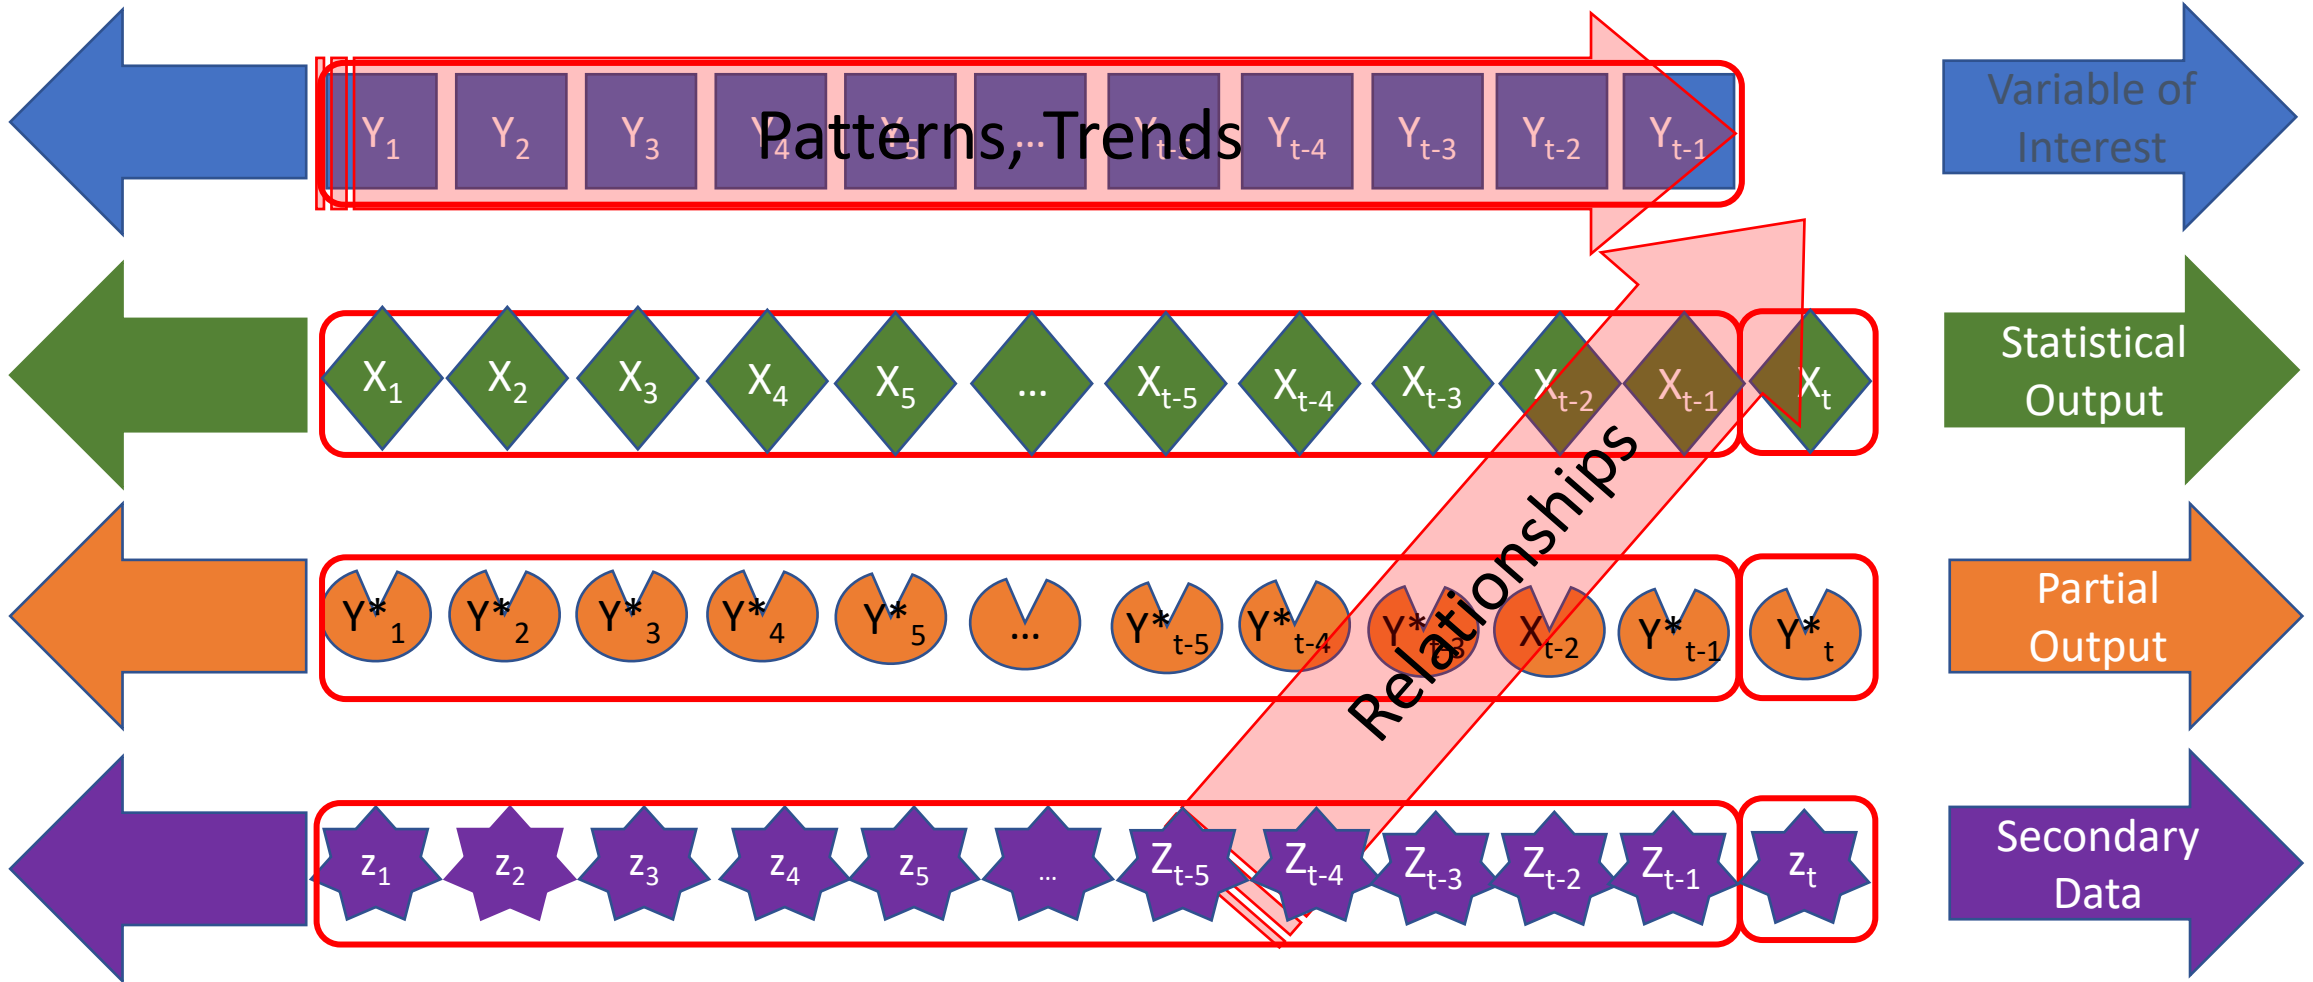 Y1 Y2 Y3 Y4 Y5 ... Yt-5 Yt-4 Yt-3 Yt-2 Yt-1
Patterns, Trends
Variable of
Interest
X1 X2 X3 X4 X5 ... Xt-5 Xt-4 Xt-3 Xt-2 Xt-1 Xt
Statistical
Output
Relationships
Y*1 Y*2 Y*3 Y*4 Y*5 ... Y*t-5 Y*t-4 Y*t-3 Xt-2 Y*t-1 Y*t
Partial
Output
z1 z2 z3 z4 z5 ... Zt-5 Zt-4 Zt-3 Zt-2 Zt-1 zt
Secondary
Data